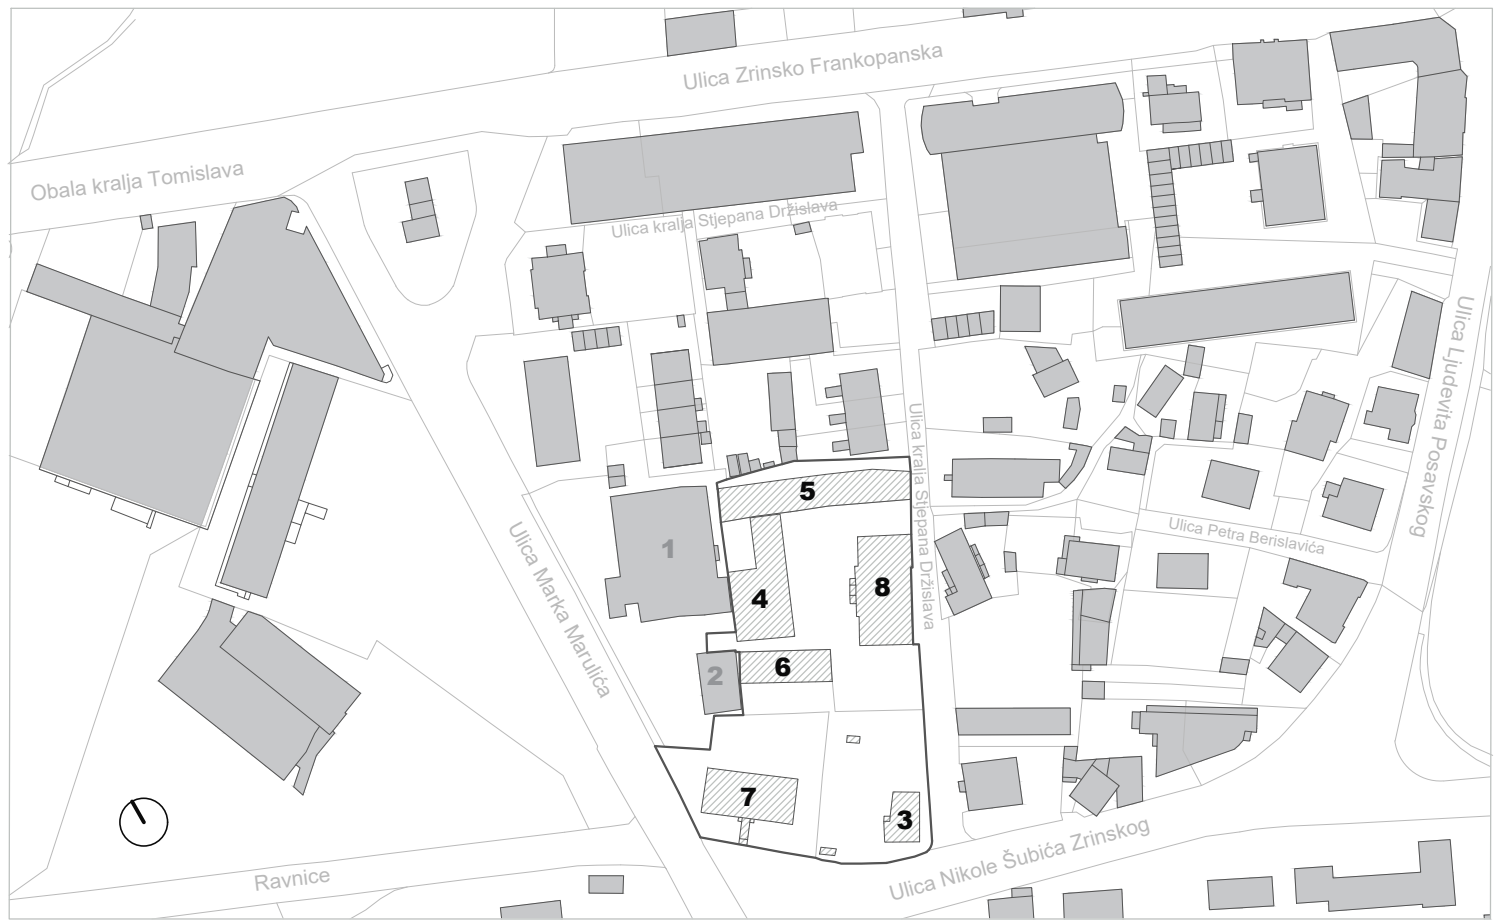 Ulica Zrinsko Frankopanska
Obala kralja Tomislava
Ulica kralja Stjepana Držislava
Ulica Ljudevita Posavskog
Ulica kralja Stjepana Držislava
5
Ulica Marka Marulića
1
Ulica Petra Berislavića
8
4
6
2
7
3
Ulica Nikole Šubića Zrinskog
Ravnice